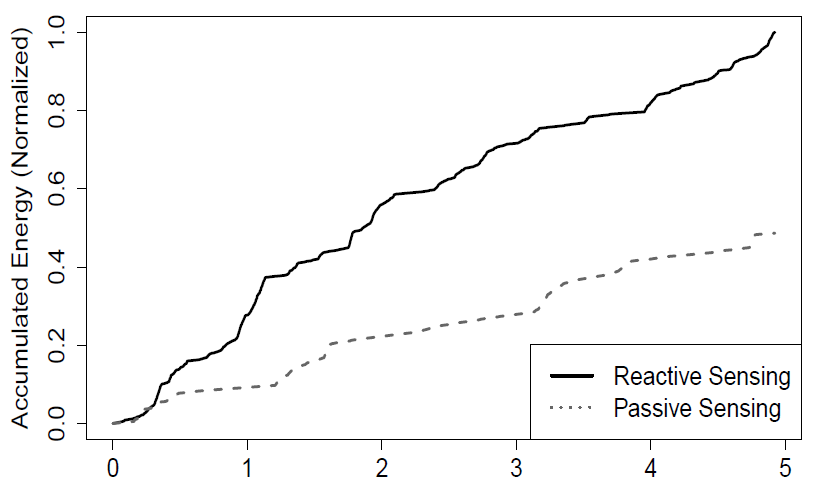 Accumulated Energy (Normalized)
1.0
0.8
0.6
0.4
0.2
0.0
Reactive Sensing
Passive Sensing
0 1 2 3 4 5